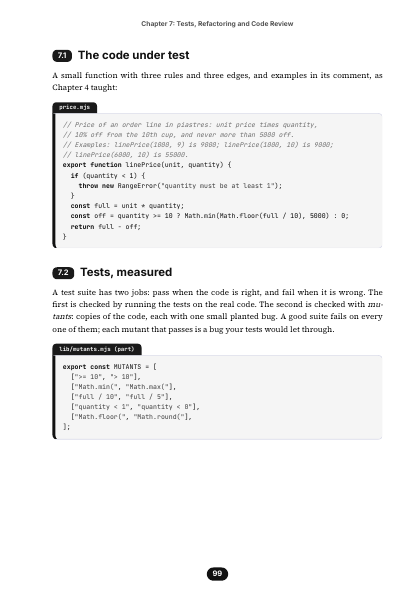 Chapter 7: Tests, Refactoring and Code Review
7.1 The code under test
A small function with three rules and three edges, and examples in its comment, as
Chapter 4 taught:
price.mjs
// Price of an order line in piastres: unit price times quantity,
// 10% off from the 10th cup, and never more than 5000 off.
// Examples: linePrice(1000, 9) is 9000; linePrice(1000, 10) is 9000;
// linePrice(6000, 10) is 55000.
export function linePrice(unit, quantity) {
  if (quantity < 1) {
    throw new RangeError("quantity must be at least 1");
  }
  const full = unit * quantity;
  const off = quantity >= 10 ? Math.min(Math.floor(full / 10), 5000) : 0;
  return full - off;
}
7.2 Tests, measured
A test suite has two jobs: pass when the code is right, and fail when it is wrong. The
first is checked by running the tests on the real code. The second is checked with mu-
tants: copies of the code, each with one small planted bug. A good suite fails on every
one of them; each mutant that passes is a bug your tests would let through.
lib/mutants.mjs (part)
export const MUTANTS = [
  [">= 10", "> 10"],
  ["Math.min(", "Math.max("],
  ["full / 10", "full / 5"],
  ["quantity < 1", "quantity < 0"],
  ["Math.floor(", "Math.round("],
];
99